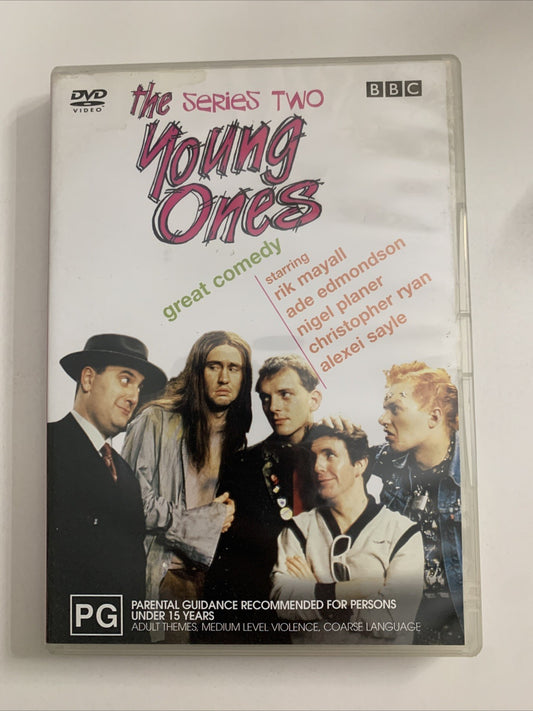 DVD
VIDEO
the series two
Young
Ones
BBC
great comedy
starring
rik mayall
ade edmondson
nigel planer
christopher ryan
alexei sayle
PG
PARENTAL GUIDANCE RECOMMENDED FOR PERSONS
UNDER 15 YEARS
ADULT THEMES, MEDIUM LEVEL VIOLENCE, COARSE LANGUAGE